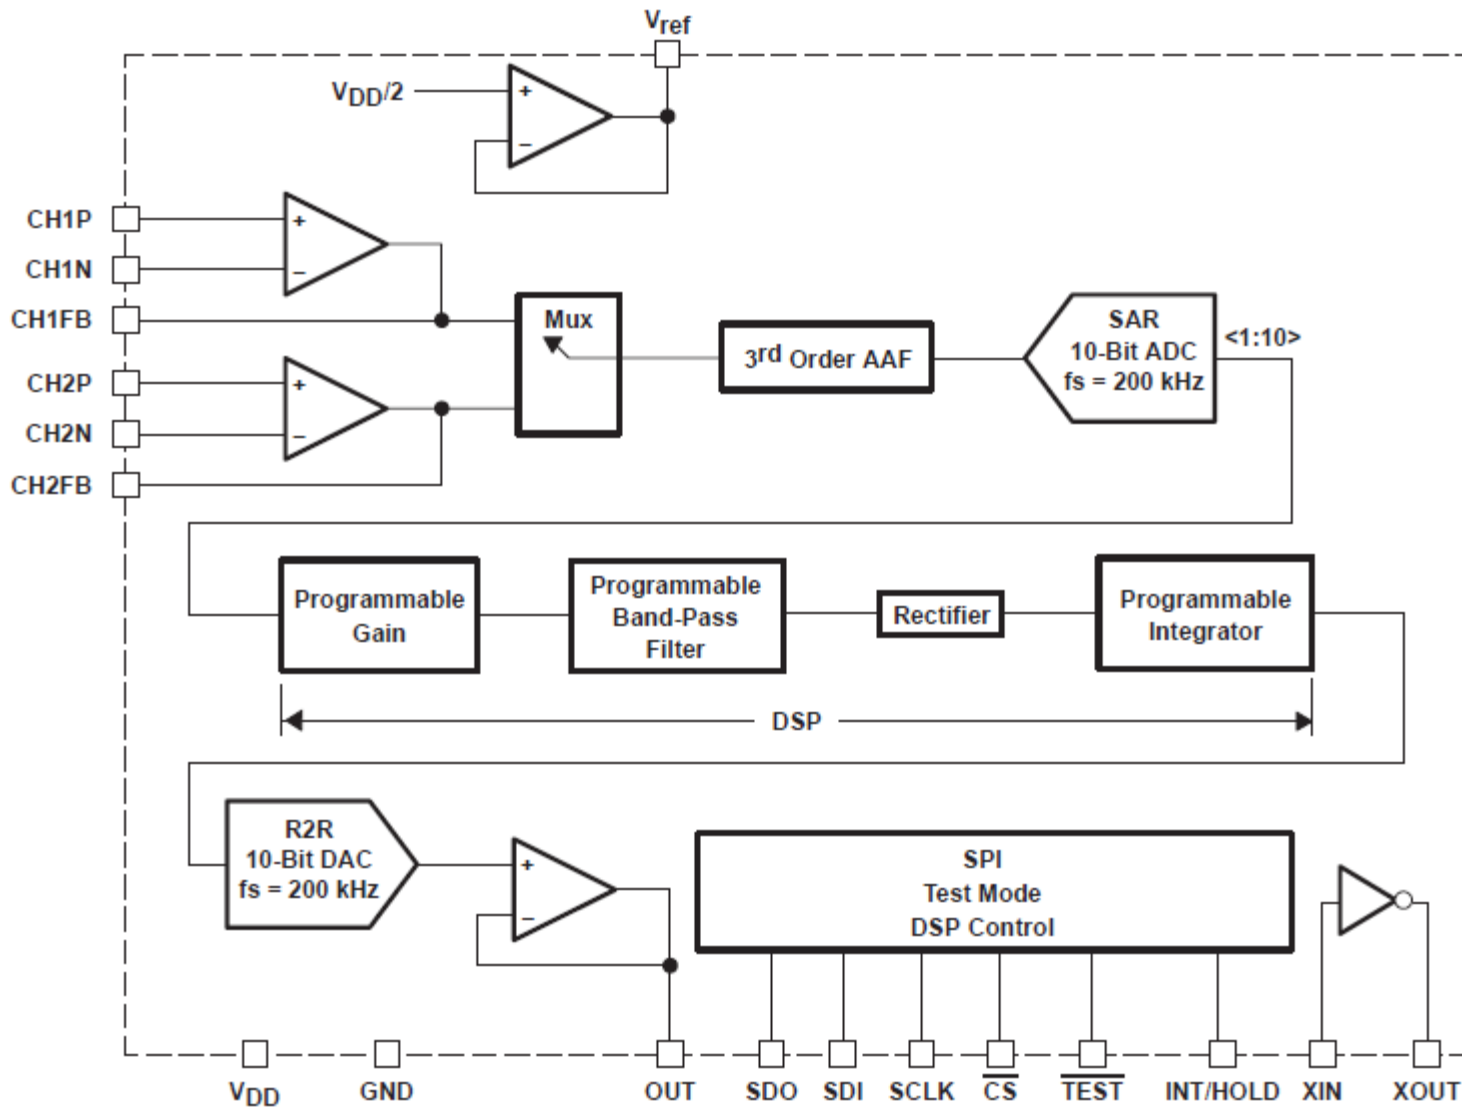 Vref
VDD/2
+
–
CH1P
+
CH1N
–
CH1FB
CH2P
+
CH2N
–
CH2FB
Mux
3rd Order AAF
SAR
10-Bit ADC
fs = 200 kHz
<1:10>
Programmable
Gain
Programmable
Band-Pass
Filter
Rectifier
Programmable
Integrator
DSP
R2R
10-Bit DAC
fs = 200 kHz
+
–
SPI
Test Mode
DSP Control
VDD
GND
OUT
SDO
SDI
SCLK
CS
TEST
INT/HOLD
XIN
XOUT